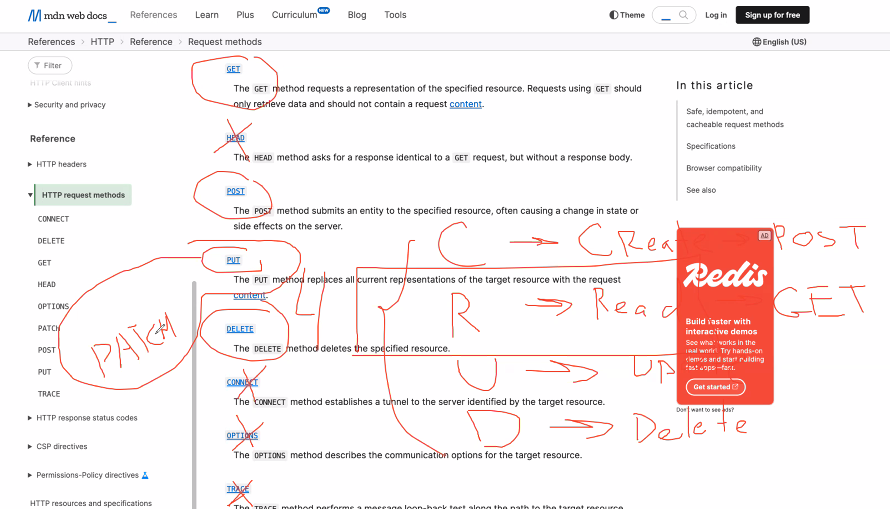 mdn web docs_
References
Learn
Plus
Curriculum NEW
Blog
Tools
Theme
Log in
Sign up for free
References > HTTP > Reference > Request methods
English (US)
Filter
HTTP Client hints
Security and privacy
Reference
HTTP headers
HTTP request methods
CONNECT
DELETE
GET
HEAD
OPTIONS
PATCH
POST
PUT
TRACE
HTTP response status codes
CSP directives
Permissions-Policy directives
HTTP resources and specifications
GET
The GET method requests a representation of the specified resource. Requests using GET should
only retrieve data and should not contain a request content.
HEAD
The HEAD method asks for a response identical to a GET request, but without a response body.
POST
The POST method submits an entity to the specified resource, often causing a change in state or
side effects on the server.
PUT
The PUT method replaces all current representations of the target resource with the request
content.
DELETE
The DELETE method deletes the specified resource.
CONNECT
The CONNECT method establishes a tunnel to the server identified by the target resource.
OPTIONS
The OPTIONS method describes the communication options for the target resource.
TRACE
The TRACE method performs a message loop-back test along the path to the target resource.
PATCH
C → CReate → POST
R → Read → GET
U → UP
D → Delete
In this article
Safe, idempotent, and
cacheable request methods
Specifications
Browser compatibility
See also
AD
Redis
Build faster with
interactive demos
See what works in the
real world. Try hands-on
demos and start building
fast apps—fast.
Get started
Don't want to see ads?